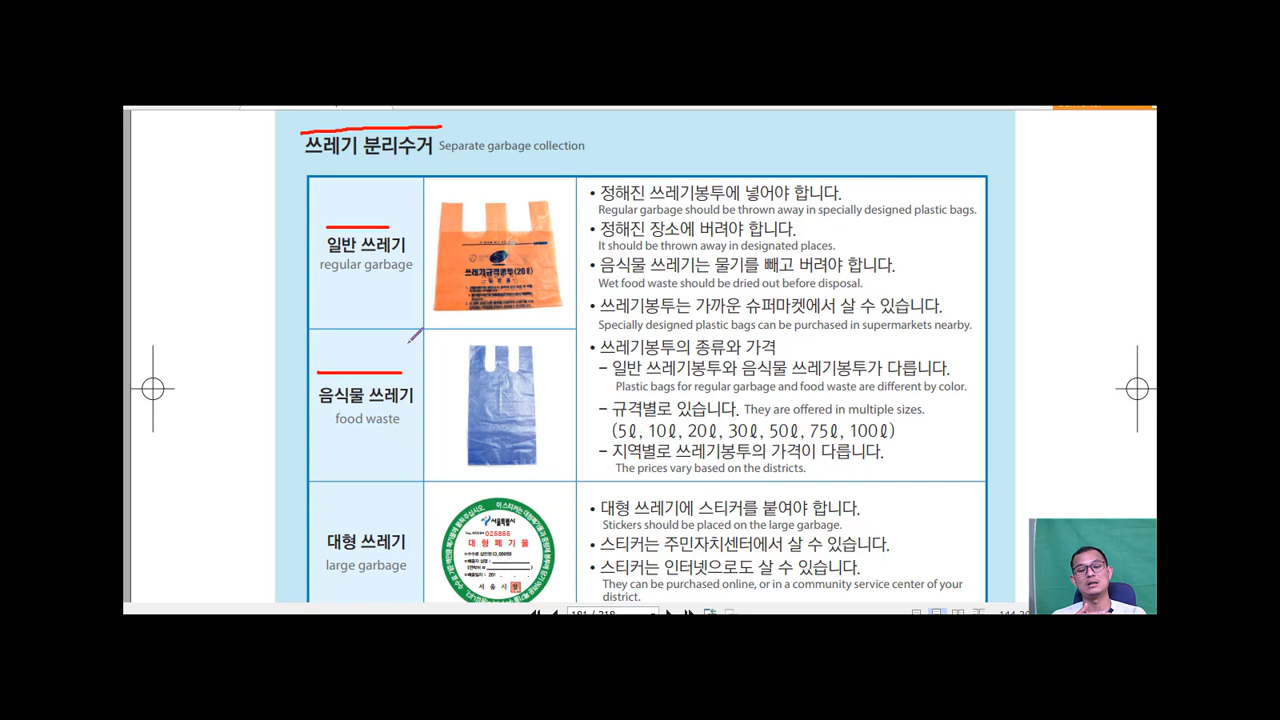 쓰레기 분리수거 Separate garbage collection
일반 쓰레기
regular garbage
쓰레기규격봉투(20ℓ)
• 정해진 쓰레기봉투에 넣어야 합니다.
Regular garbage should be thrown away in specially designed plastic bags.
• 정해진 장소에 버려야 합니다.
It should be thrown away in designated places.
• 음식물 쓰레기는 물기를 빼고 버려야 합니다.
Wet food waste should be dried out before disposal.
• 쓰레기봉투는 가까운 슈퍼마켓에서 살 수 있습니다.
Specially designed plastic bags can be purchased in supermarkets nearby.
음식물 쓰레기
food waste
• 쓰레기봉투의 종류와 가격
– 일반 쓰레기봉투와 음식물 쓰레기봉투가 다릅니다.
Plastic bags for regular garbage and food waste are different by color.
– 규격별로 있습니다. They are offered in multiple sizes.
(5ℓ, 10ℓ, 20ℓ, 30ℓ, 50ℓ, 75ℓ, 100ℓ)
– 지역별로 쓰레기봉투의 가격이 다릅니다.
The prices vary based on the districts.
대형 쓰레기
large garbage
서울특별시
025855
대 형 폐 기 물
서 울 시 장
• 대형 쓰레기에 스티커를 붙여야 합니다.
Stickers should be placed on the large garbage.
• 스티커는 주민자치센터에서 살 수 있습니다.
• 스티커는 인터넷으로도 살 수 있습니다.
They can be purchased online, or in a community service center of your
district.